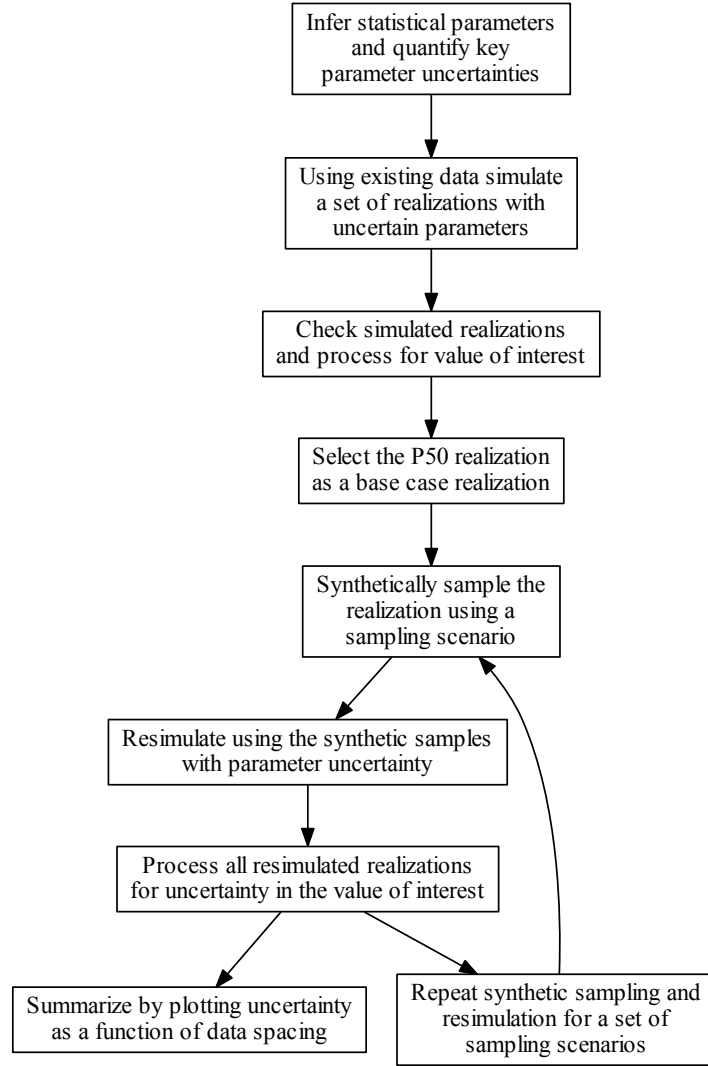 Infer statistical parameters
and quantify key
parameter uncertainties
Using existing data simulate
a set of realizations with
uncertain parameters
Check simulated realizations
and process for value of interest
Select the P50 realization
as a base case realization
Synthetically sample the
realization using a
sampling scenario
Resimulate using the synthetic samples
with parameter uncertainty
Process all resimulated realizations
for uncertainty in the value of interest
Summarize by plotting uncertainty
as a function of data spacing
Repeat synthetic sampling and
resimulation for a set of
sampling scenarios